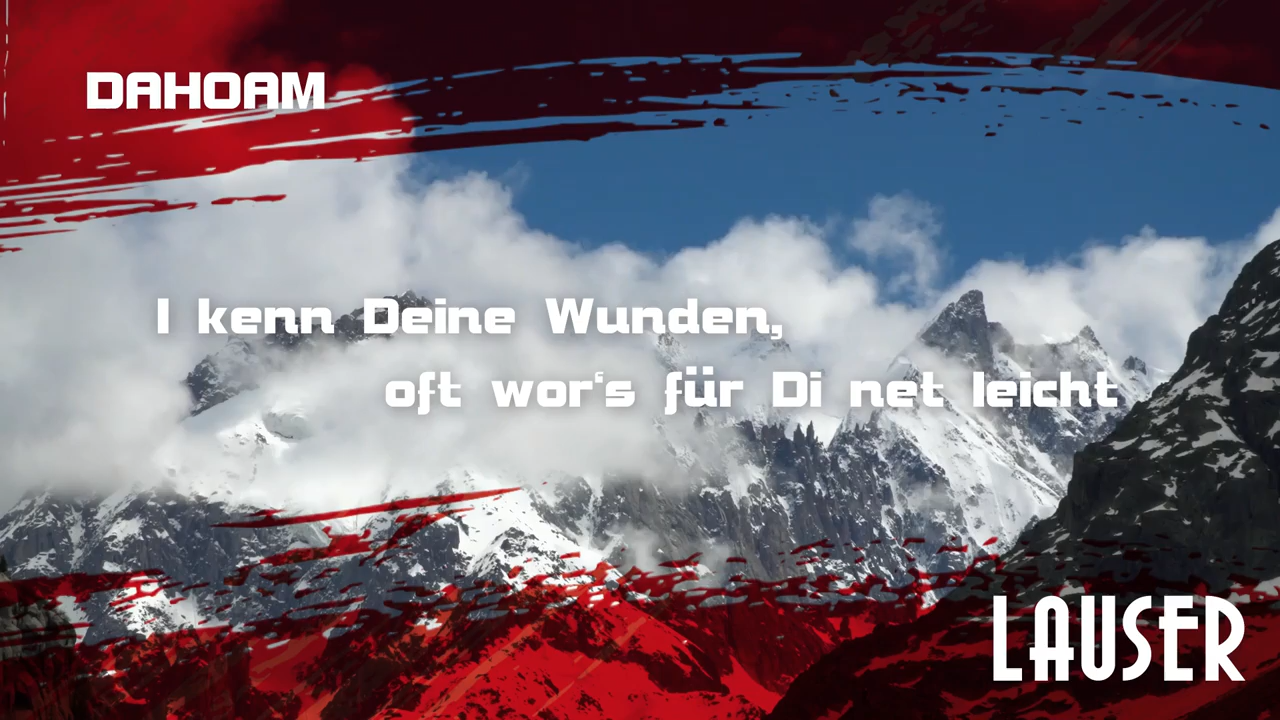 DAHOAM
I kenn Deine Wunden,
oft wor's für Di net leicht
LAUSER